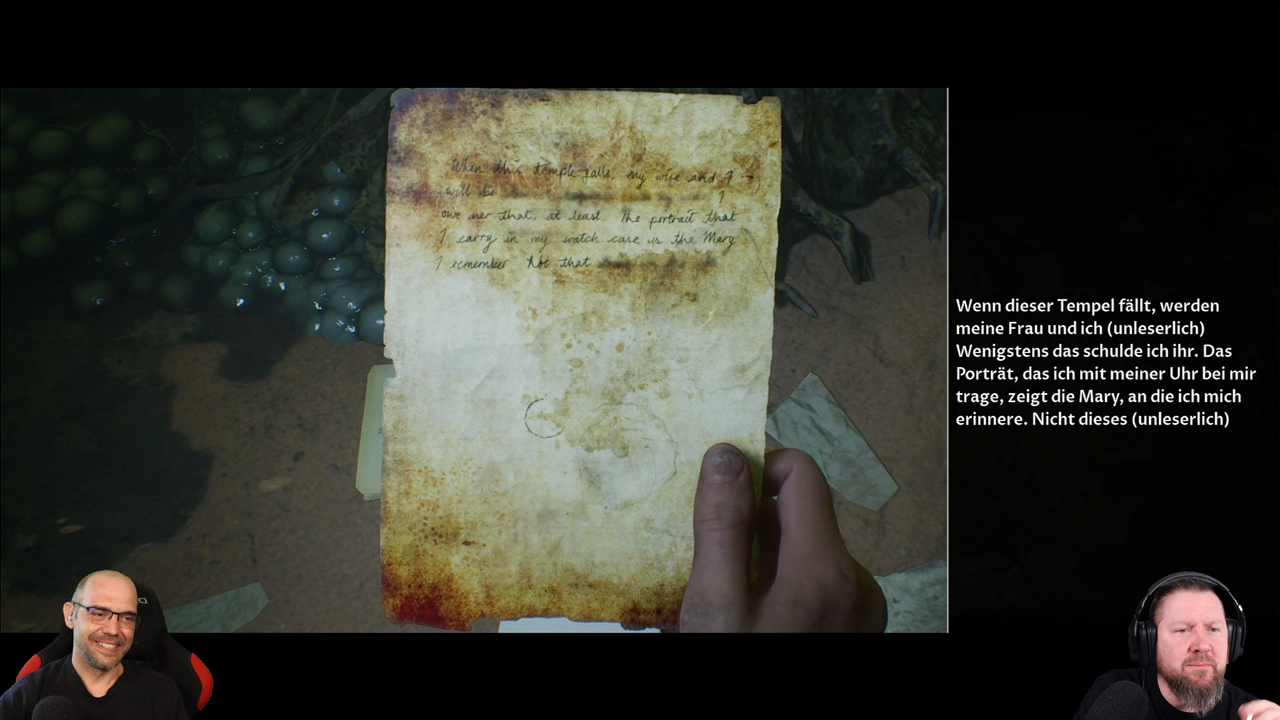 When this temple falls, my wife and I
will be I
owe her that, at least. The portrait that
I carry in my watch case is the Mary
I remember. Not that
Wenn dieser Tempel fällt, werden
meine Frau und ich (unleserlich)
Wenigstens das schulde ich ihr. Das
Porträt, das ich mit meiner Uhr bei mir
trage, zeigt die Mary, an die ich mich
erinnere. Nicht dieses (unleserlich)